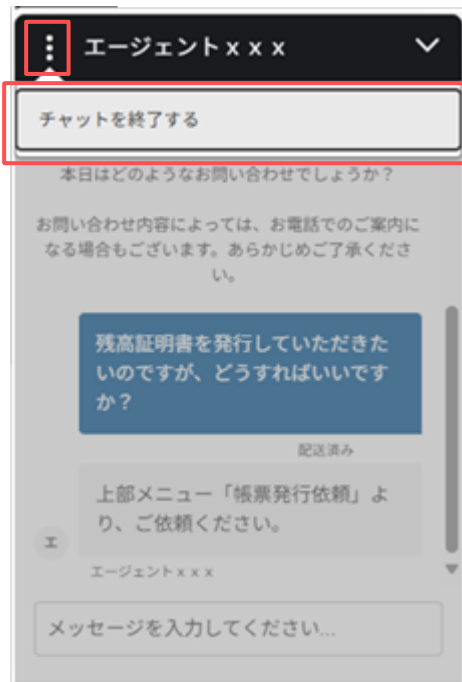 エージェントｘｘｘ
チャットを終了する
本日はどのようなお問い合わせでしょうか？
お問い合わせ内容によっては、お電話でのご案内に
なる場合もございます。あらかじめご了承くださ
い。
残高証明書を発行していただきた
いのですが、どうすればいいです
か？
配送済み
上部メニュー「帳票発行依頼」よ
り、ご依頼ください。
エ
エージェントｘｘｘ
メッセージを入力してください...